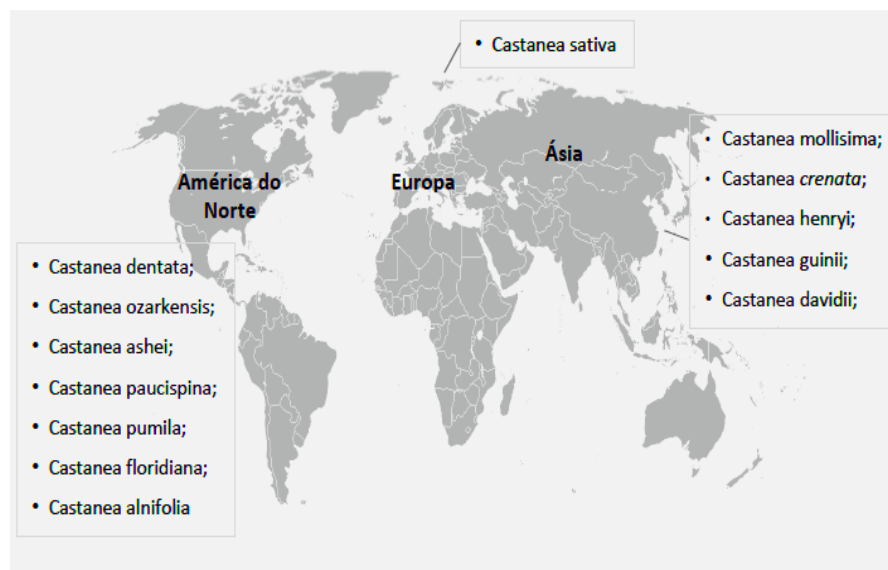 • Castanea sativa
América do
Norte
Europa
Ásia
• Castanea mollisima;
• Castanea crenata;
• Castanea henryi;
• Castanea guinii;
• Castanea davidii;
• Castanea dentata;
• Castanea ozarkensis;
• Castanea ashei;
• Castanea paucispina;
• Castanea pumila;
• Castanea floridiana;
• Castanea alnifolia